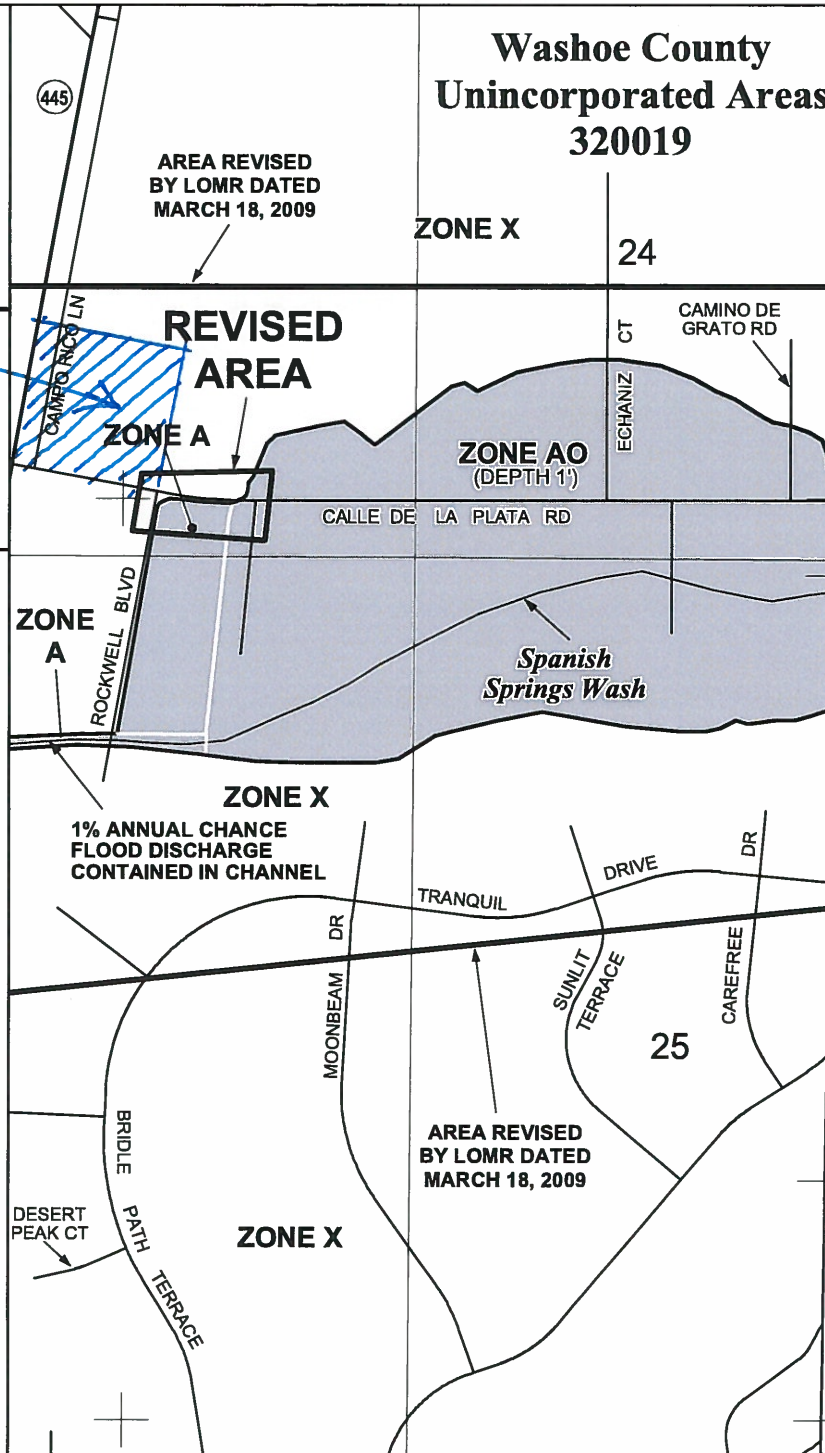 Washoe County
Unincorporated Areas
320019
445
AREA REVISED
BY LOMR DATED
MARCH 18, 2009
ZONE X
24
CAMPO RICO LN
REVISED
AREA
ZONE A
ECHANIZ CT
CAMINO DE
GRATO RD
ZONE AO
(DEPTH 1')
CALLE DE LA PLATA RD
ZONE
A
ROCKWELL BLVD
Spanish
Springs Wash
ZONE X
1% ANNUAL CHANCE
FLOOD DISCHARGE
CONTAINED IN CHANNEL
TRANQUIL DRIVE
MOONBEAM DR
SUNLIT
TERRACE
CAREFREE DR
25
AREA REVISED
BY LOMR DATED
MARCH 18, 2009
BRIDLE PATH TERRACE
DESERT
PEAK CT
ZONE X